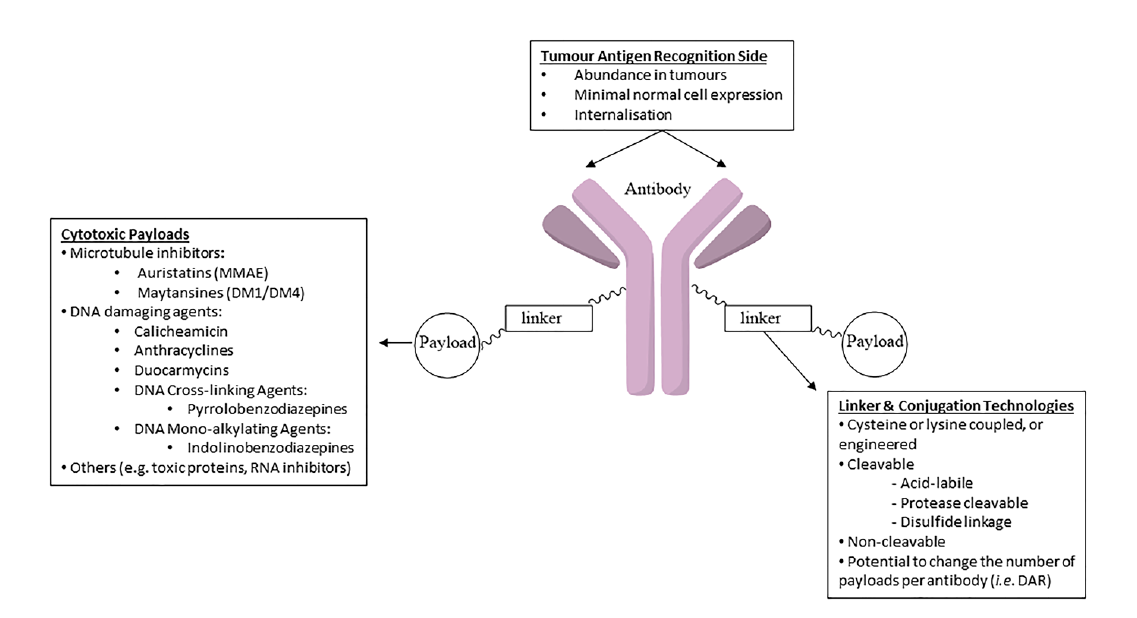 Tumour Antigen Recognition Side
• Abundance in tumours
• Minimal normal cell expression
• Internalisation
Antibody
Cytotoxic Payloads
• Microtubule inhibitors:
• Auristatins (MMAE)
• Maytansines (DM1/DM4)
• DNA damaging agents:
• Calicheamicin
• Anthracyclines
• Duocarmycins
• DNA Cross-linking Agents:
• Pyrrolobenzodiazepines
• DNA Mono-alkylating Agents:
• Indolinobenzodiazepines
• Others (e.g. toxic proteins, RNA inhibitors)
Payload
linker
linker
Payload
Linker & Conjugation Technologies
• Cysteine or lysine coupled, or
engineered
• Cleavable
- Acid-labile
- Protease cleavable
- Disulfide linkage
• Non-cleavable
• Potential to change the number of
payloads per antibody (i.e. DAR)